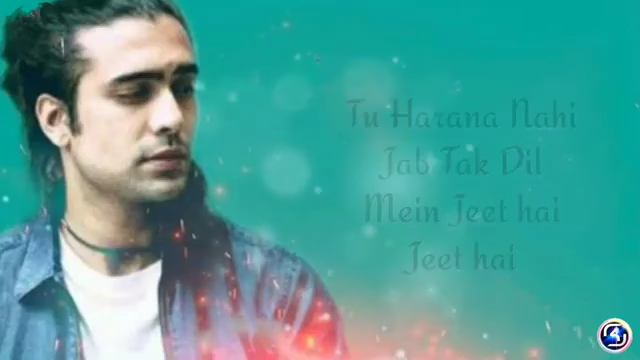 Tu Harana Nahi
Jab Tak Dil
Mein Jeet hai
Jeet hai